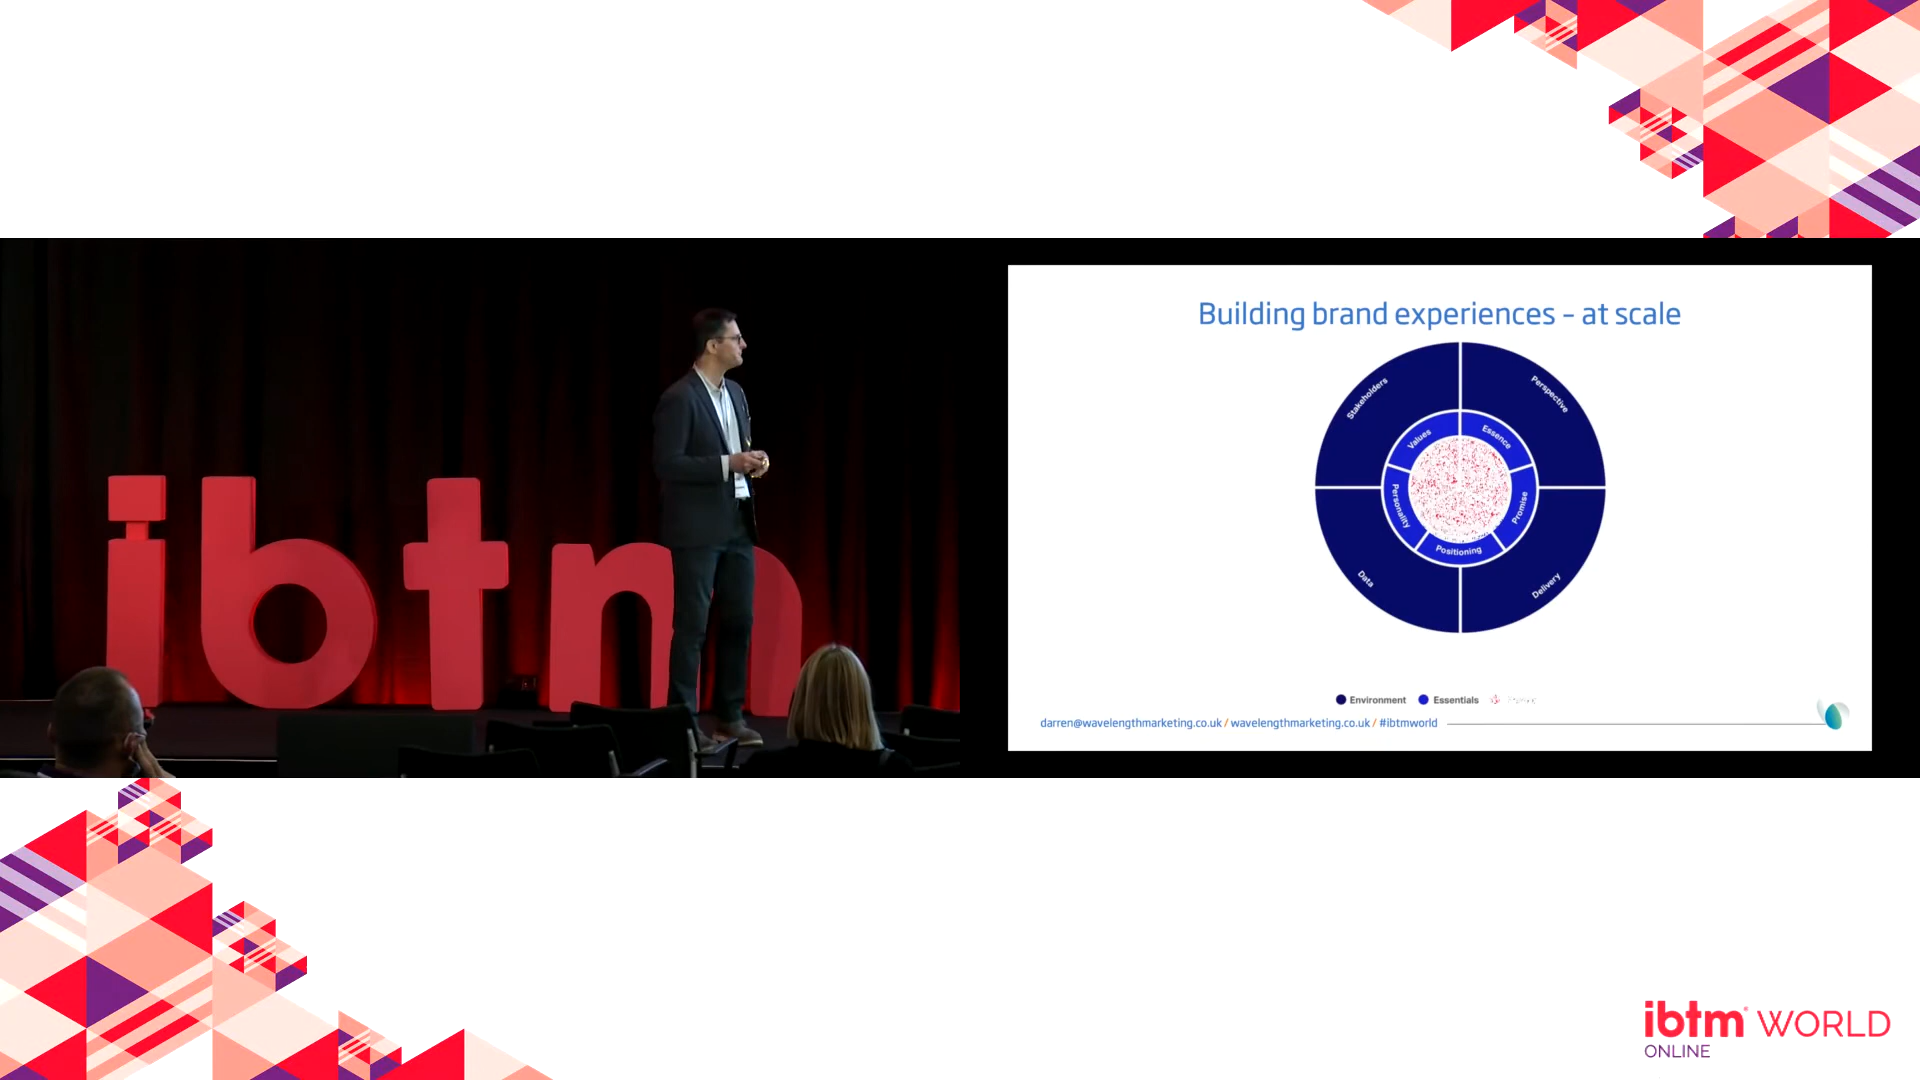 ibtm
Building brand experiences – at scale
Stakeholders
Perspective
Values
Essence
Personality
Promise
Positioning
Data
Delivery
Environment
Essentials
darren@wavelengthmarketing.co.uk / wavelengthmarketing.co.uk / #ibtmworld
ibtm WORLD
ONLINE